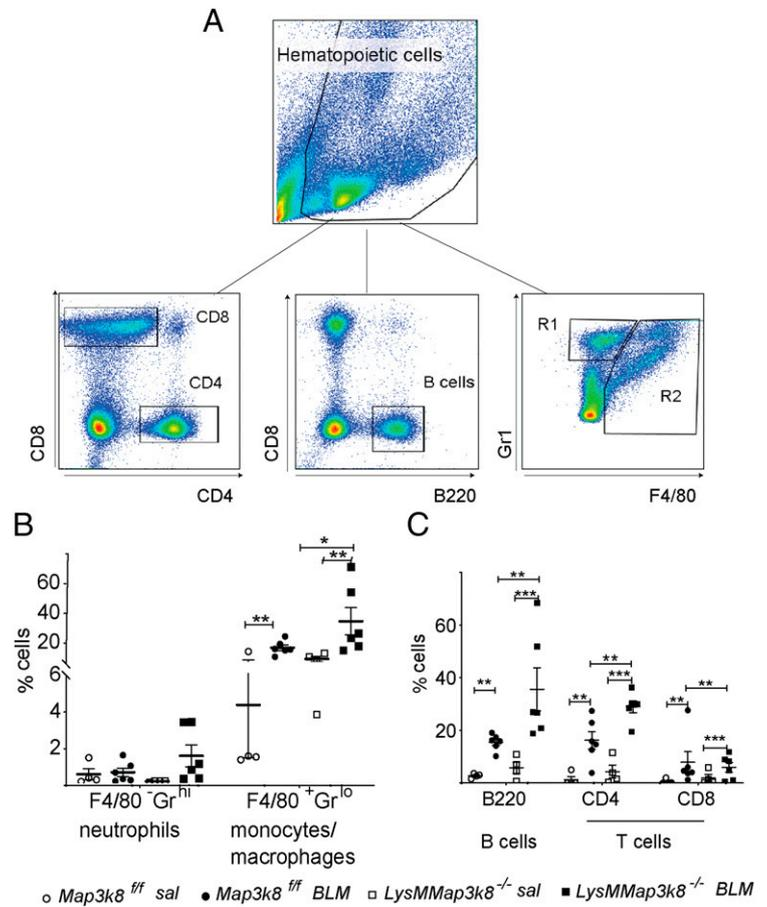 A
Hematopoietic cells
CD8
CD4
CD8
CD4
B cells
CD8
B220
R1
R2
Gr1
F4/80
B
% cells
60
40
20
6
4
2
**
*
**
F4/80 -Gr hi
neutrophils
F4/80 +Gr lo
monocytes/
macrophages
C
% cells
60
40
20
**
**
***
**
**
***
**
**
***
B220
CD4
CD8
B cells
T cells
Map3k8 f/f sal
Map3k8 f/f BLM
LysMMap3k8 -/- sal
LysMMap3k8 -/- BLM